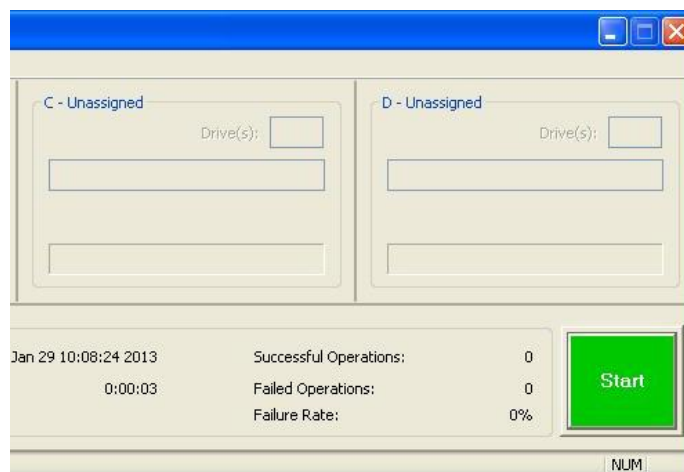 C - Unassigned
D - Unassigned
Drive(s):
Drive(s):
Jan 29 10:08:24 2013
Successful Operations: 0
0:00:03
Failed Operations: 0
Failure Rate: 0%
Start
NUM